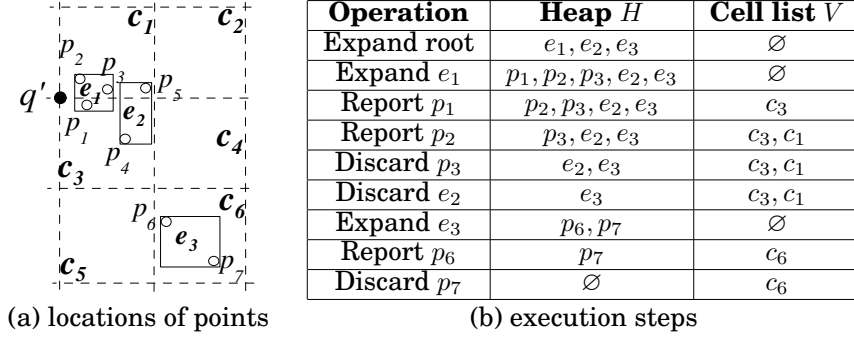 c₁ c₂
p₂ p₃
q' e₁ p₅
e₂
p₁
p₄ c₄
c₃
p₆ c₆
e₃
c₅ p₇
(a) locations of points
Operation Heap H Cell list V
Expand root e₁, e₂, e₃ ∅
Expand e₁ p₁, p₂, p₃, e₂, e₃ ∅
Report p₁ p₂, p₃, e₂, e₃ c₃
Report p₂ p₃, e₂, e₃ c₃, c₁
Discard p₃ e₂, e₃ c₃, c₁
Discard e₂ e₃ c₃, c₁
Expand e₃ p₆, p₇ ∅
Report p₆ p₇ c₆
Discard p₇ ∅ c₆
(b) execution steps